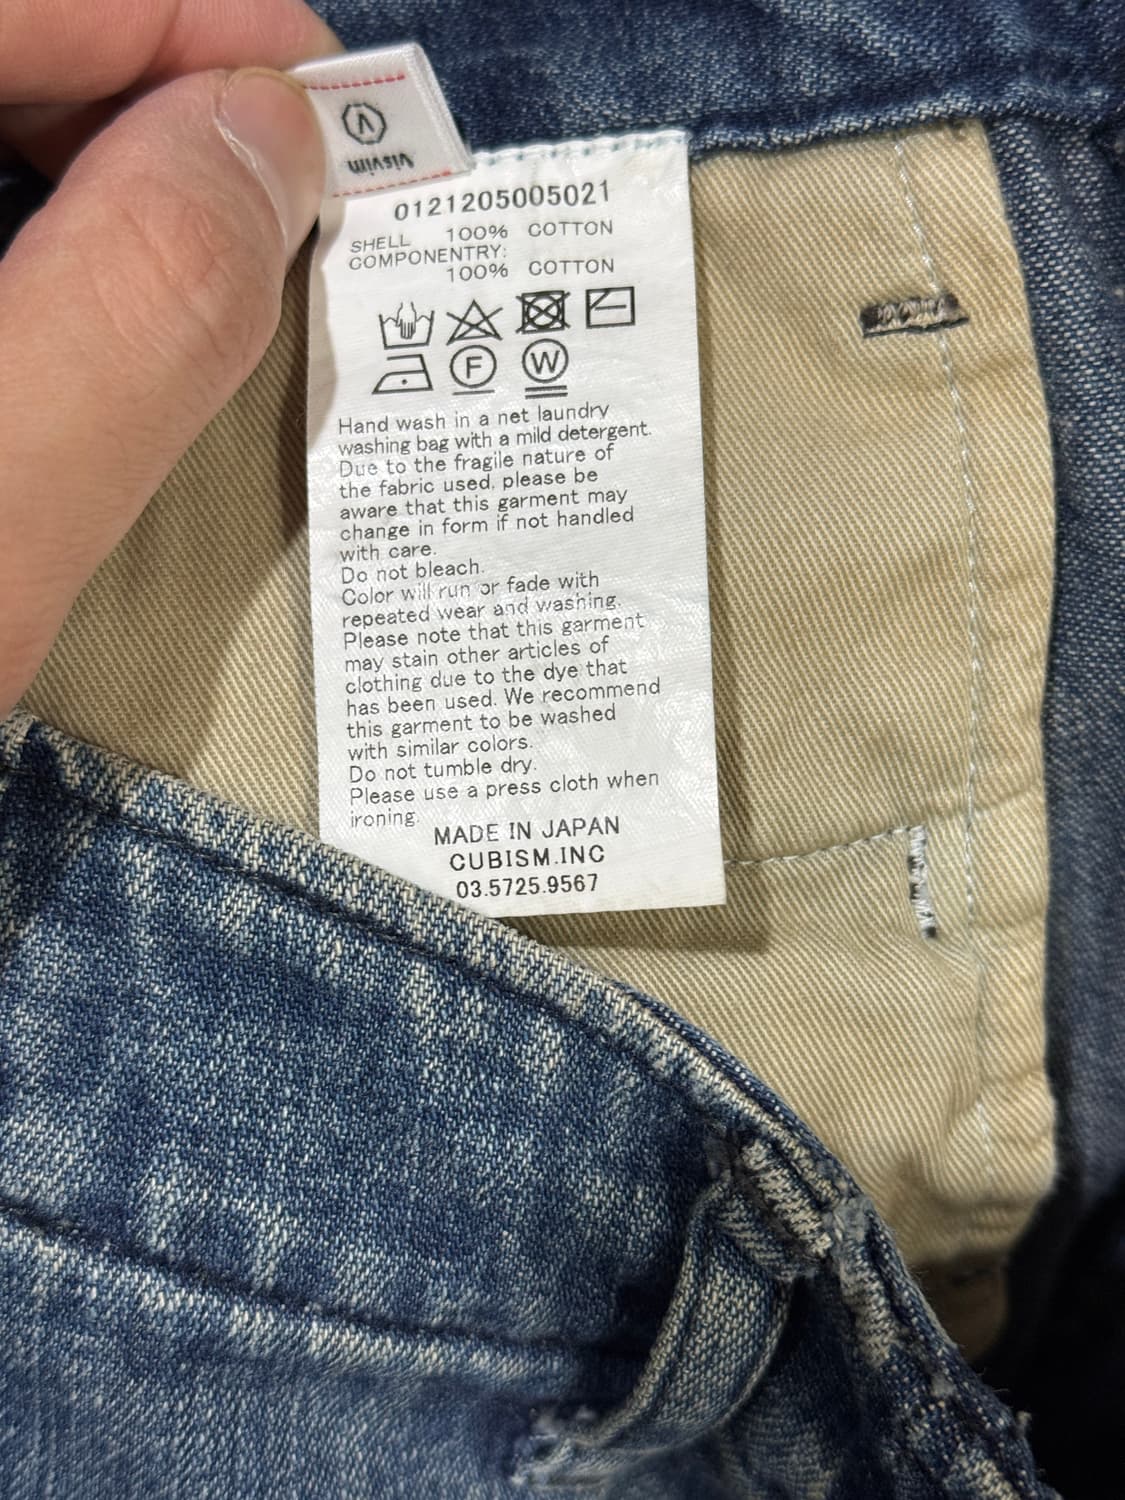 visvim
0121205005021
SHELL 100% COTTON
COMPONENTRY:
100% COTTON
F W
Hand wash in a net laundry
washing bag with a mild detergent.
Due to the fragile nature of
the fabric used, please be
aware that this garment may
change in form if not handled
with care.
Do not bleach.
Color will run or fade with
repeated wear and washing.
Please note that this garment
may stain other articles of
clothing due to the dye that
has been used. We recommend
this garment to be washed
with similar colors.
Do not tumble dry.
Please use a press cloth when
ironing.
MADE IN JAPAN
CUBISM.INC
03.5725.9567